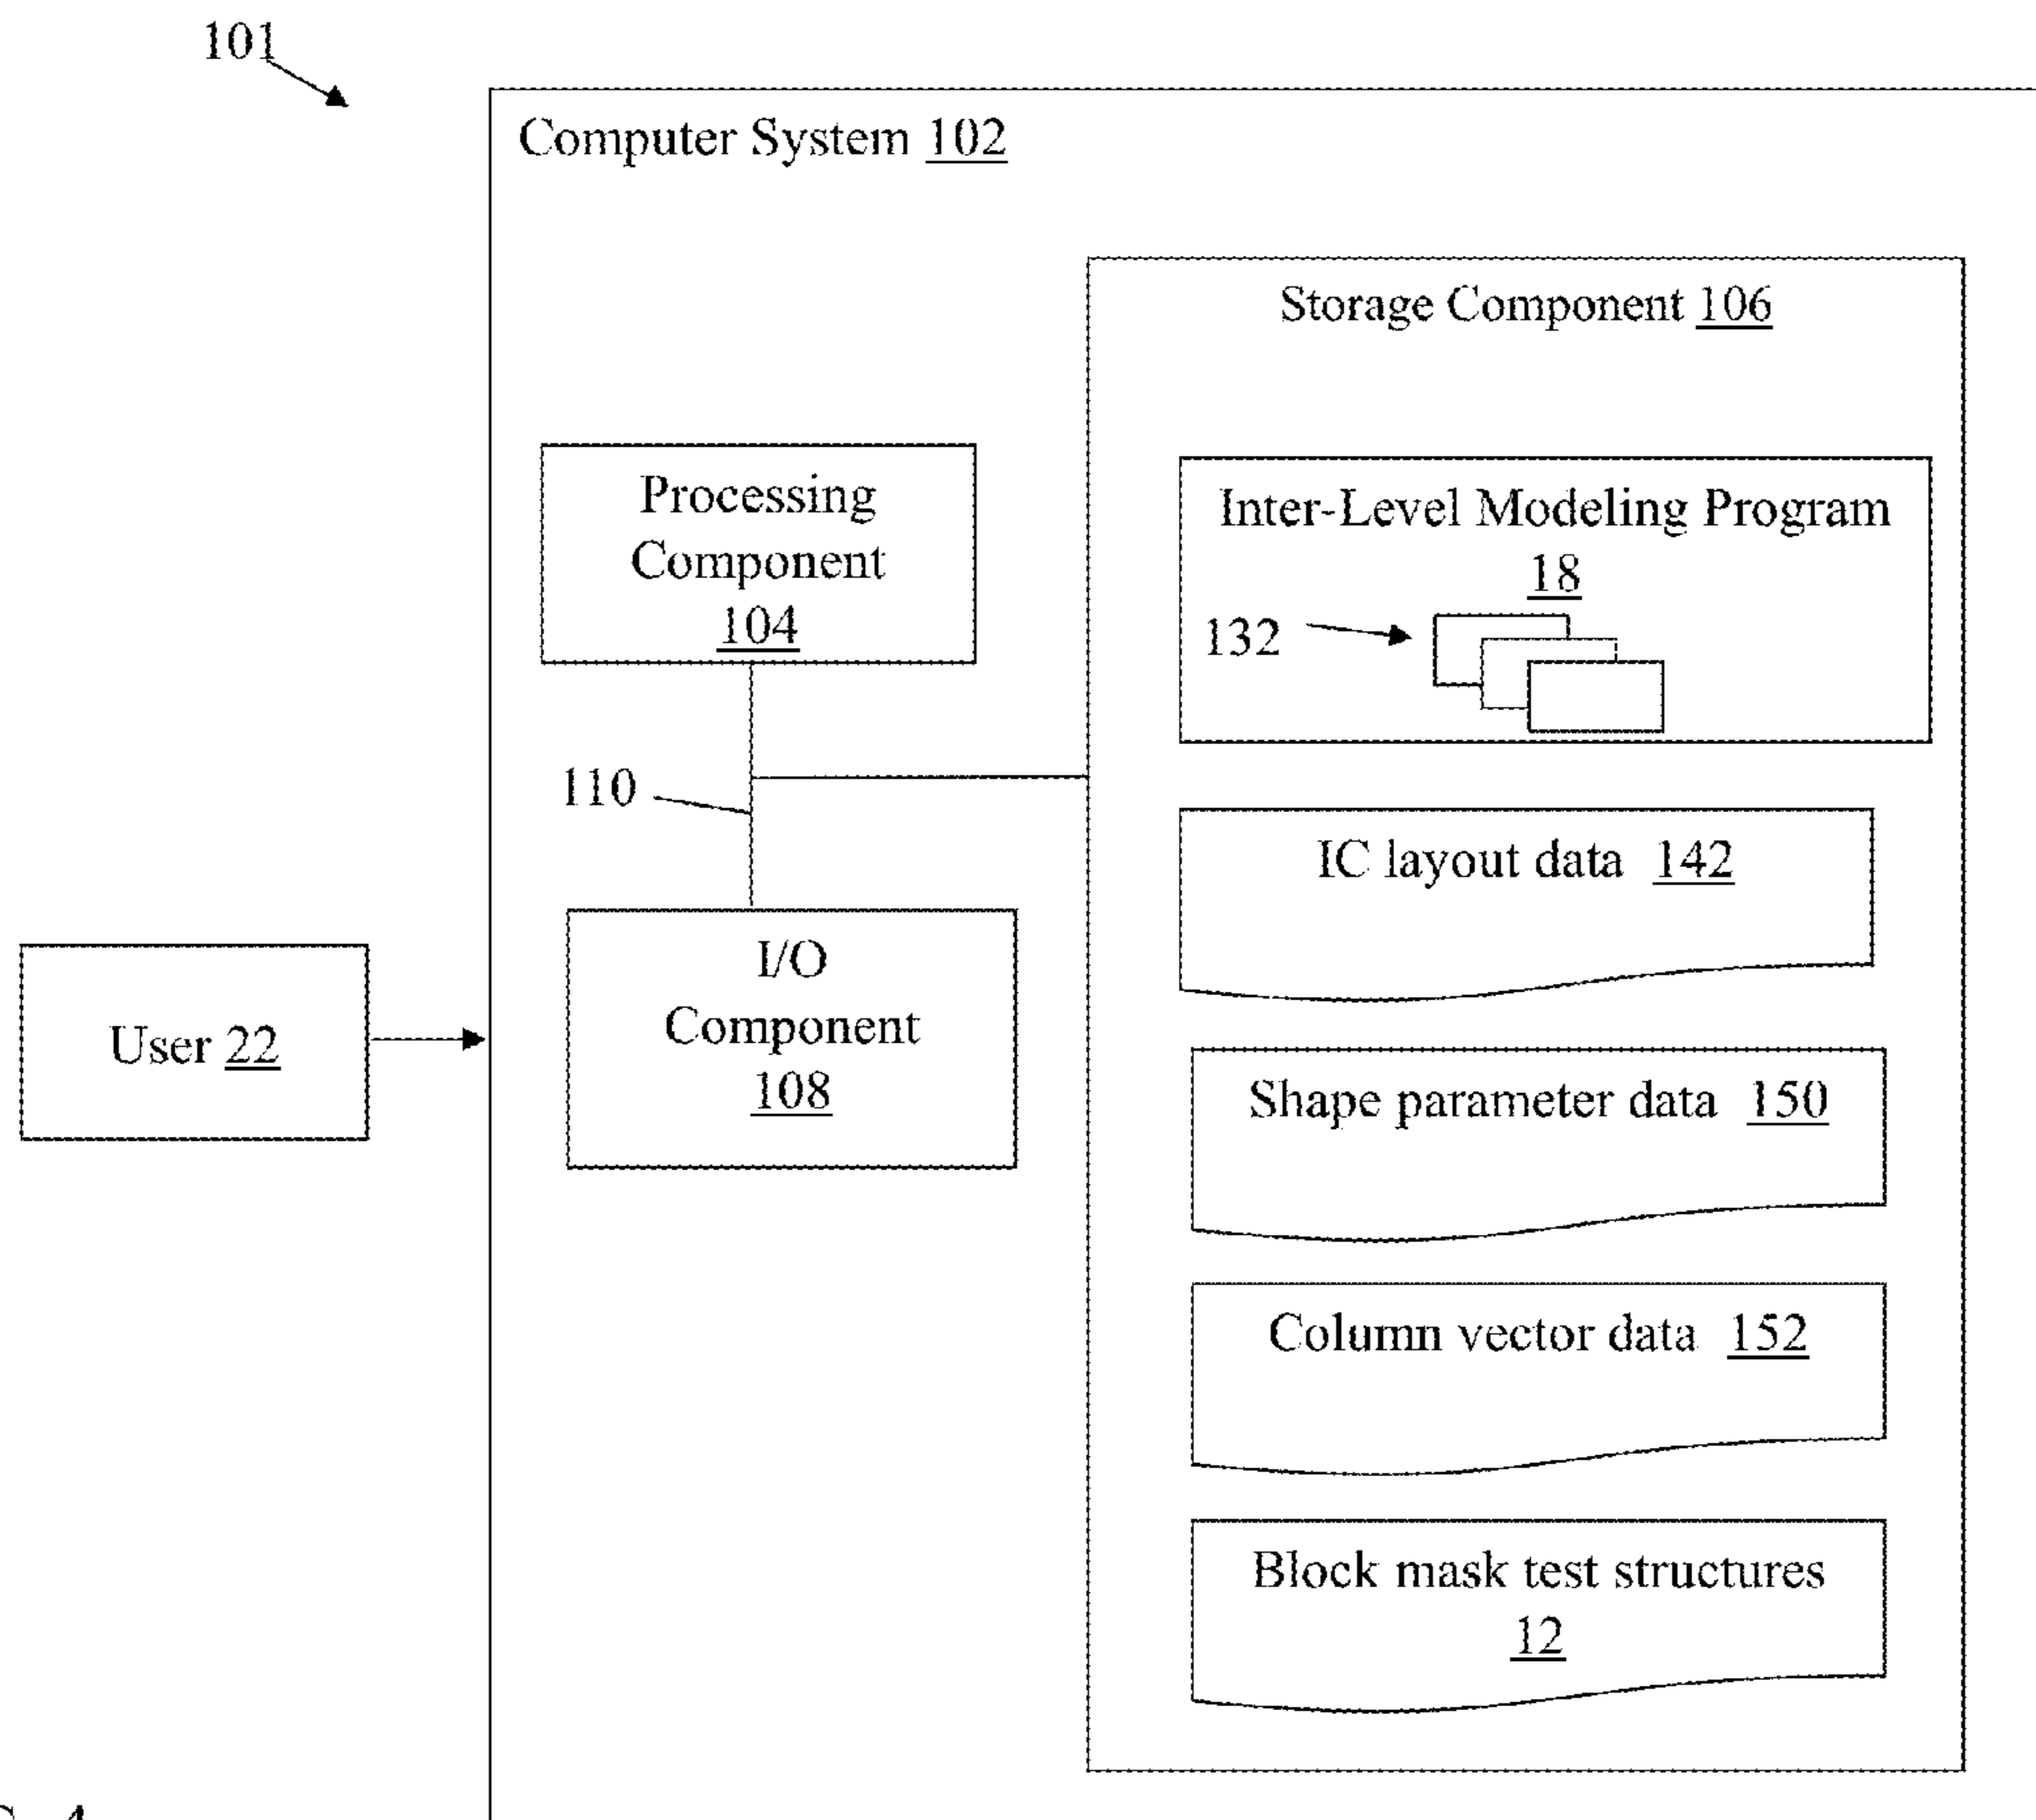 101
Computer System 102
Storage Component 106
Processing
Component
104
Inter-Level Modeling Program
18
132
110
IC layout data 142
I/O
Component
108
User 22
Shape parameter data 150
Column vector data 152
Block mask test structures
12